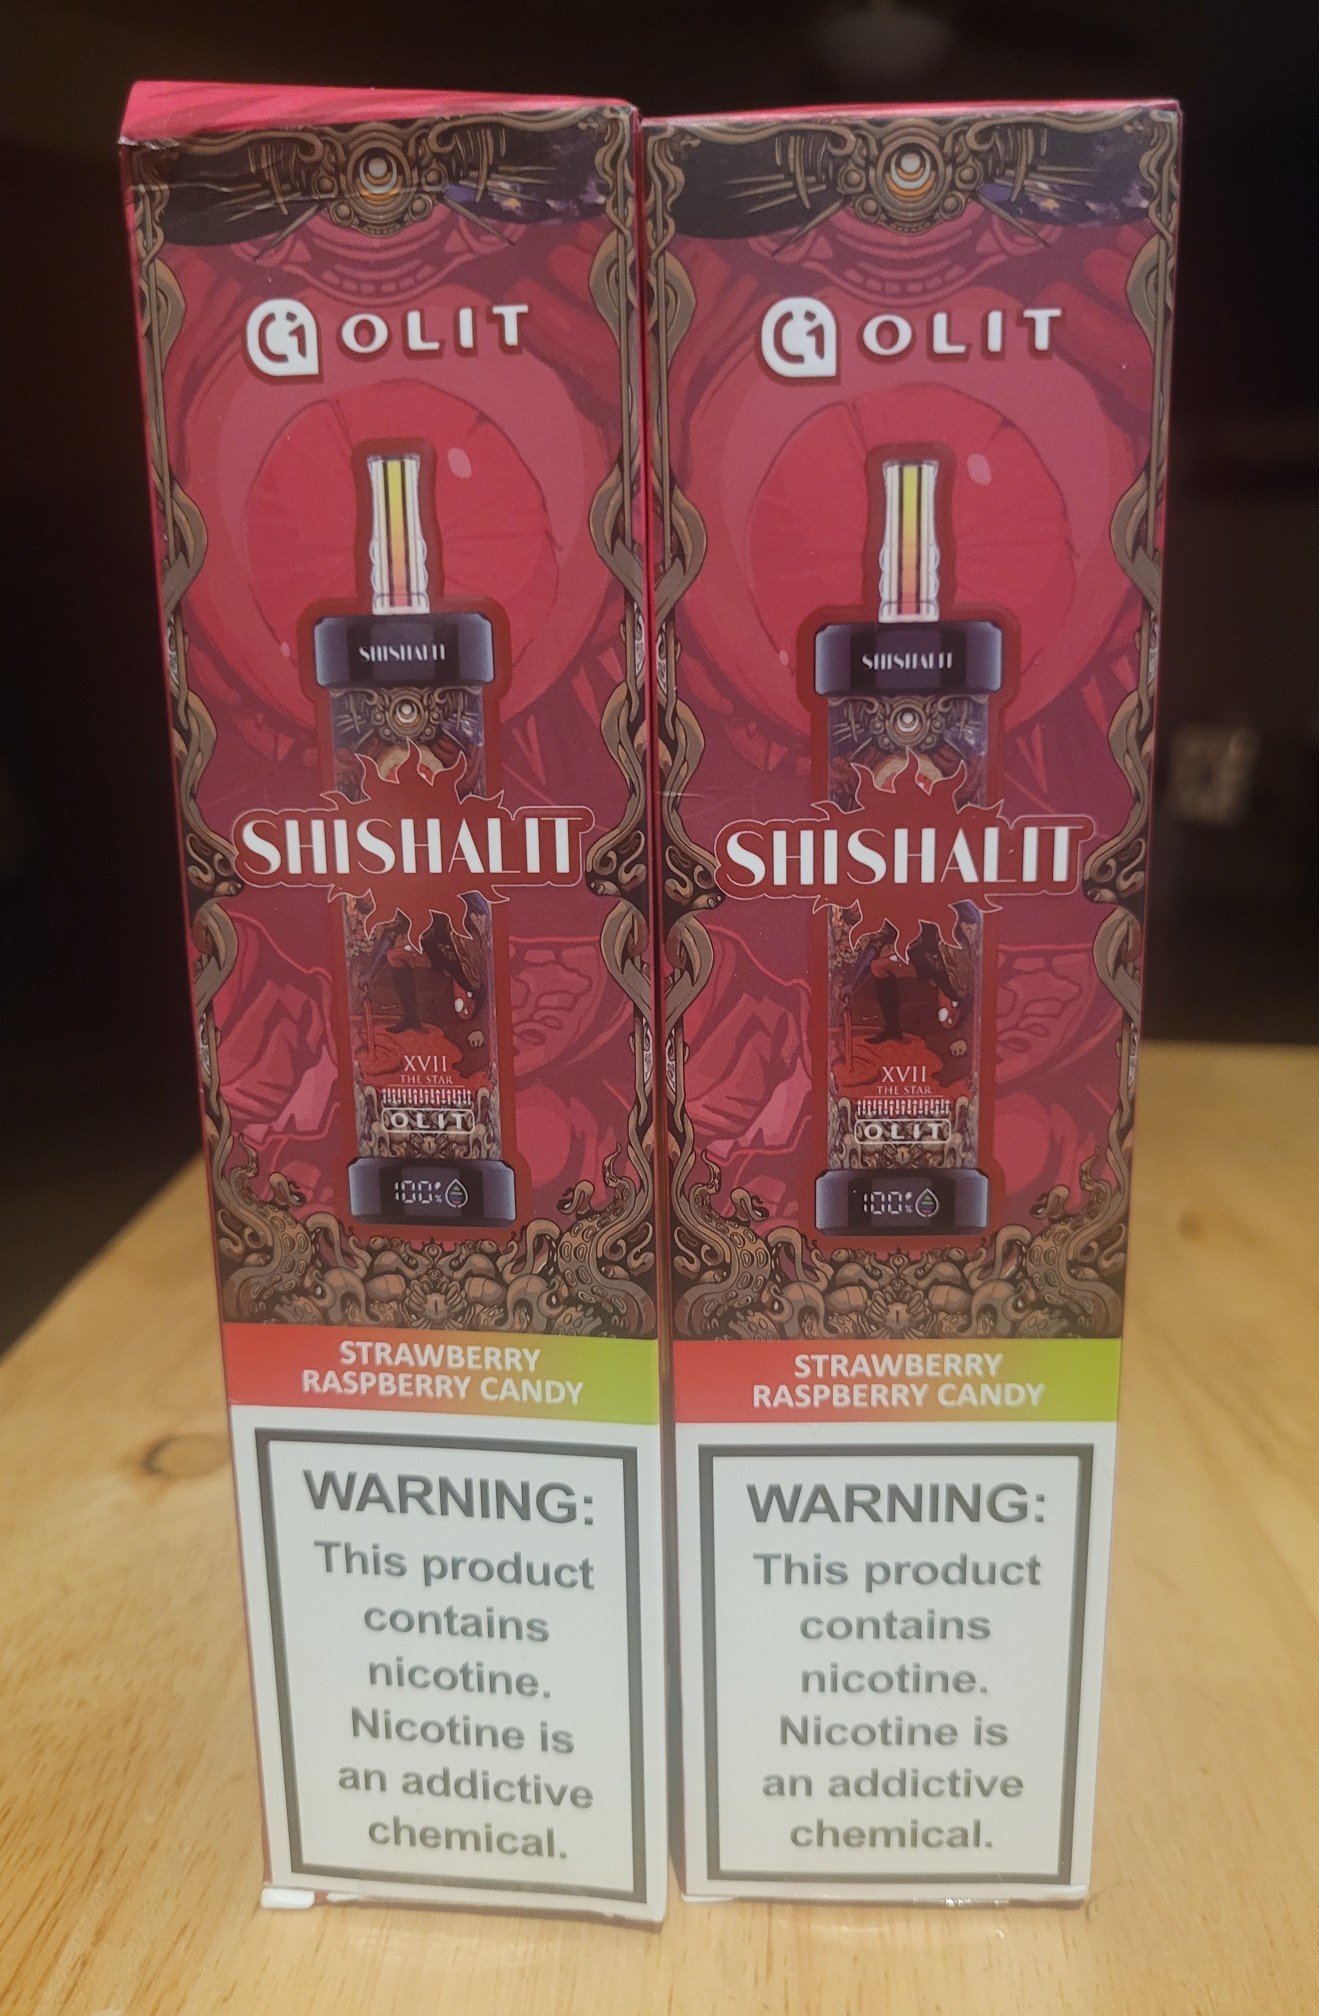 OLIT
SHISHALIT
SHISHALIT
XVII
THE STAR
OLIT
100%
STRAWBERRY
RASPBERRY CANDY
WARNING:
This product
contains
nicotine.
Nicotine is
an addictive
chemical.
OLIT
SHISHALIT
SHISHALIT
XVII
THE STAR
OLIT
100%
STRAWBERRY
RASPBERRY CANDY
WARNING:
This product
contains
nicotine.
Nicotine is
an addictive
chemical.